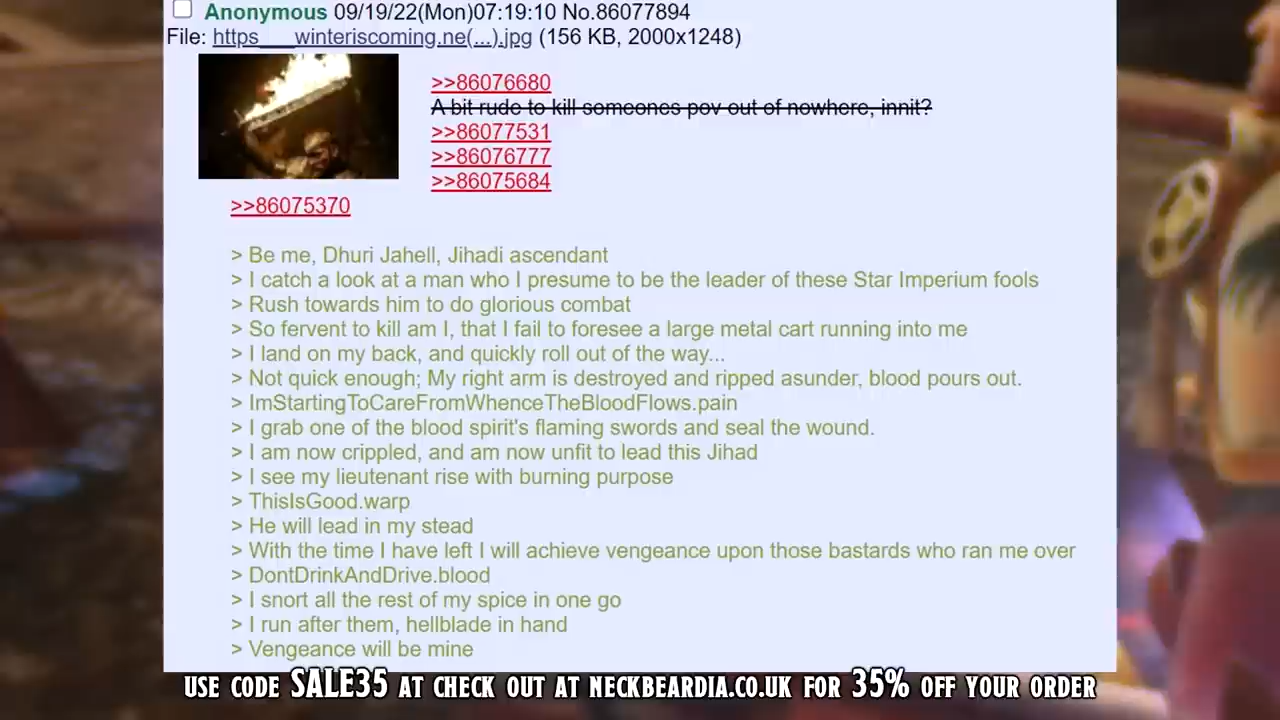 Anonymous 09/19/22(Mon)07:19:10 No.86077894
File: https___winteriscoming.ne(...).jpg (156 KB, 2000x1248)
>>86076680
A bit rude to kill someones pov out of nowhere, innit?
>>86077531
>>86076777
>>86075684
>>86075370
> Be me, Dhuri Jahell, Jihadi ascendant
> I catch a look at a man who I presume to be the leader of these Star Imperium fools
> Rush towards him to do glorious combat
> So fervent to kill am I, that I fail to foresee a large metal cart running into me
> I land on my back, and quickly roll out of the way...
> Not quick enough; My right arm is destroyed and ripped asunder, blood pours out.
> ImStartingToCareFromWhenceTheBloodFlows.pain
> I grab one of the blood spirit's flaming swords and seal the wound.
> I am now crippled, and am now unfit to lead this Jihad
> I see my lieutenant rise with burning purpose
> ThisIsGood.warp
> He will lead in my stead
> With the time I have left I will achieve vengeance upon those bastards who ran me over
> DontDrinkAndDrive.blood
> I snort all the rest of my spice in one go
> I run after them, hellblade in hand
> Vengeance will be mine
USE CODE SALE35 AT CHECK OUT AT NECKBEARDIA.CO.UK FOR 35% OFF YOUR ORDER